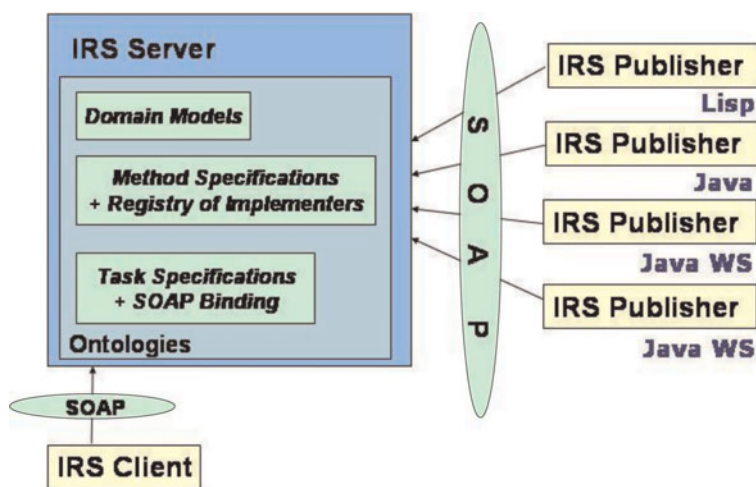 IRS Server
Domain Models
Method Specifications
+ Registry of Implementers
Task Specifications
+ SOAP Binding
Ontologies
SOAP
IRS Client
S
O
A
P
IRS Publisher
Lisp
IRS Publisher
Java
IRS Publisher
Java WS
IRS Publisher
Java WS